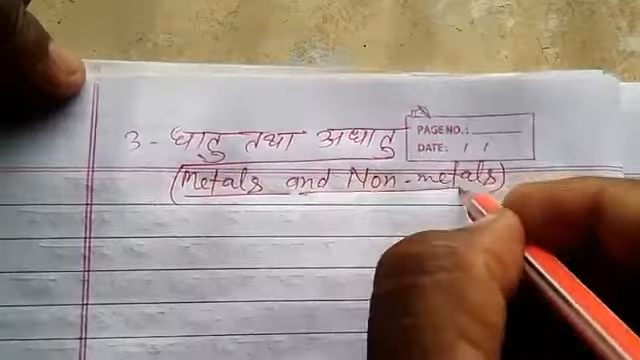 PAGE NO.:
DATE: / /
3 - धातु तथा अधातु
(Metals and Non-metals)